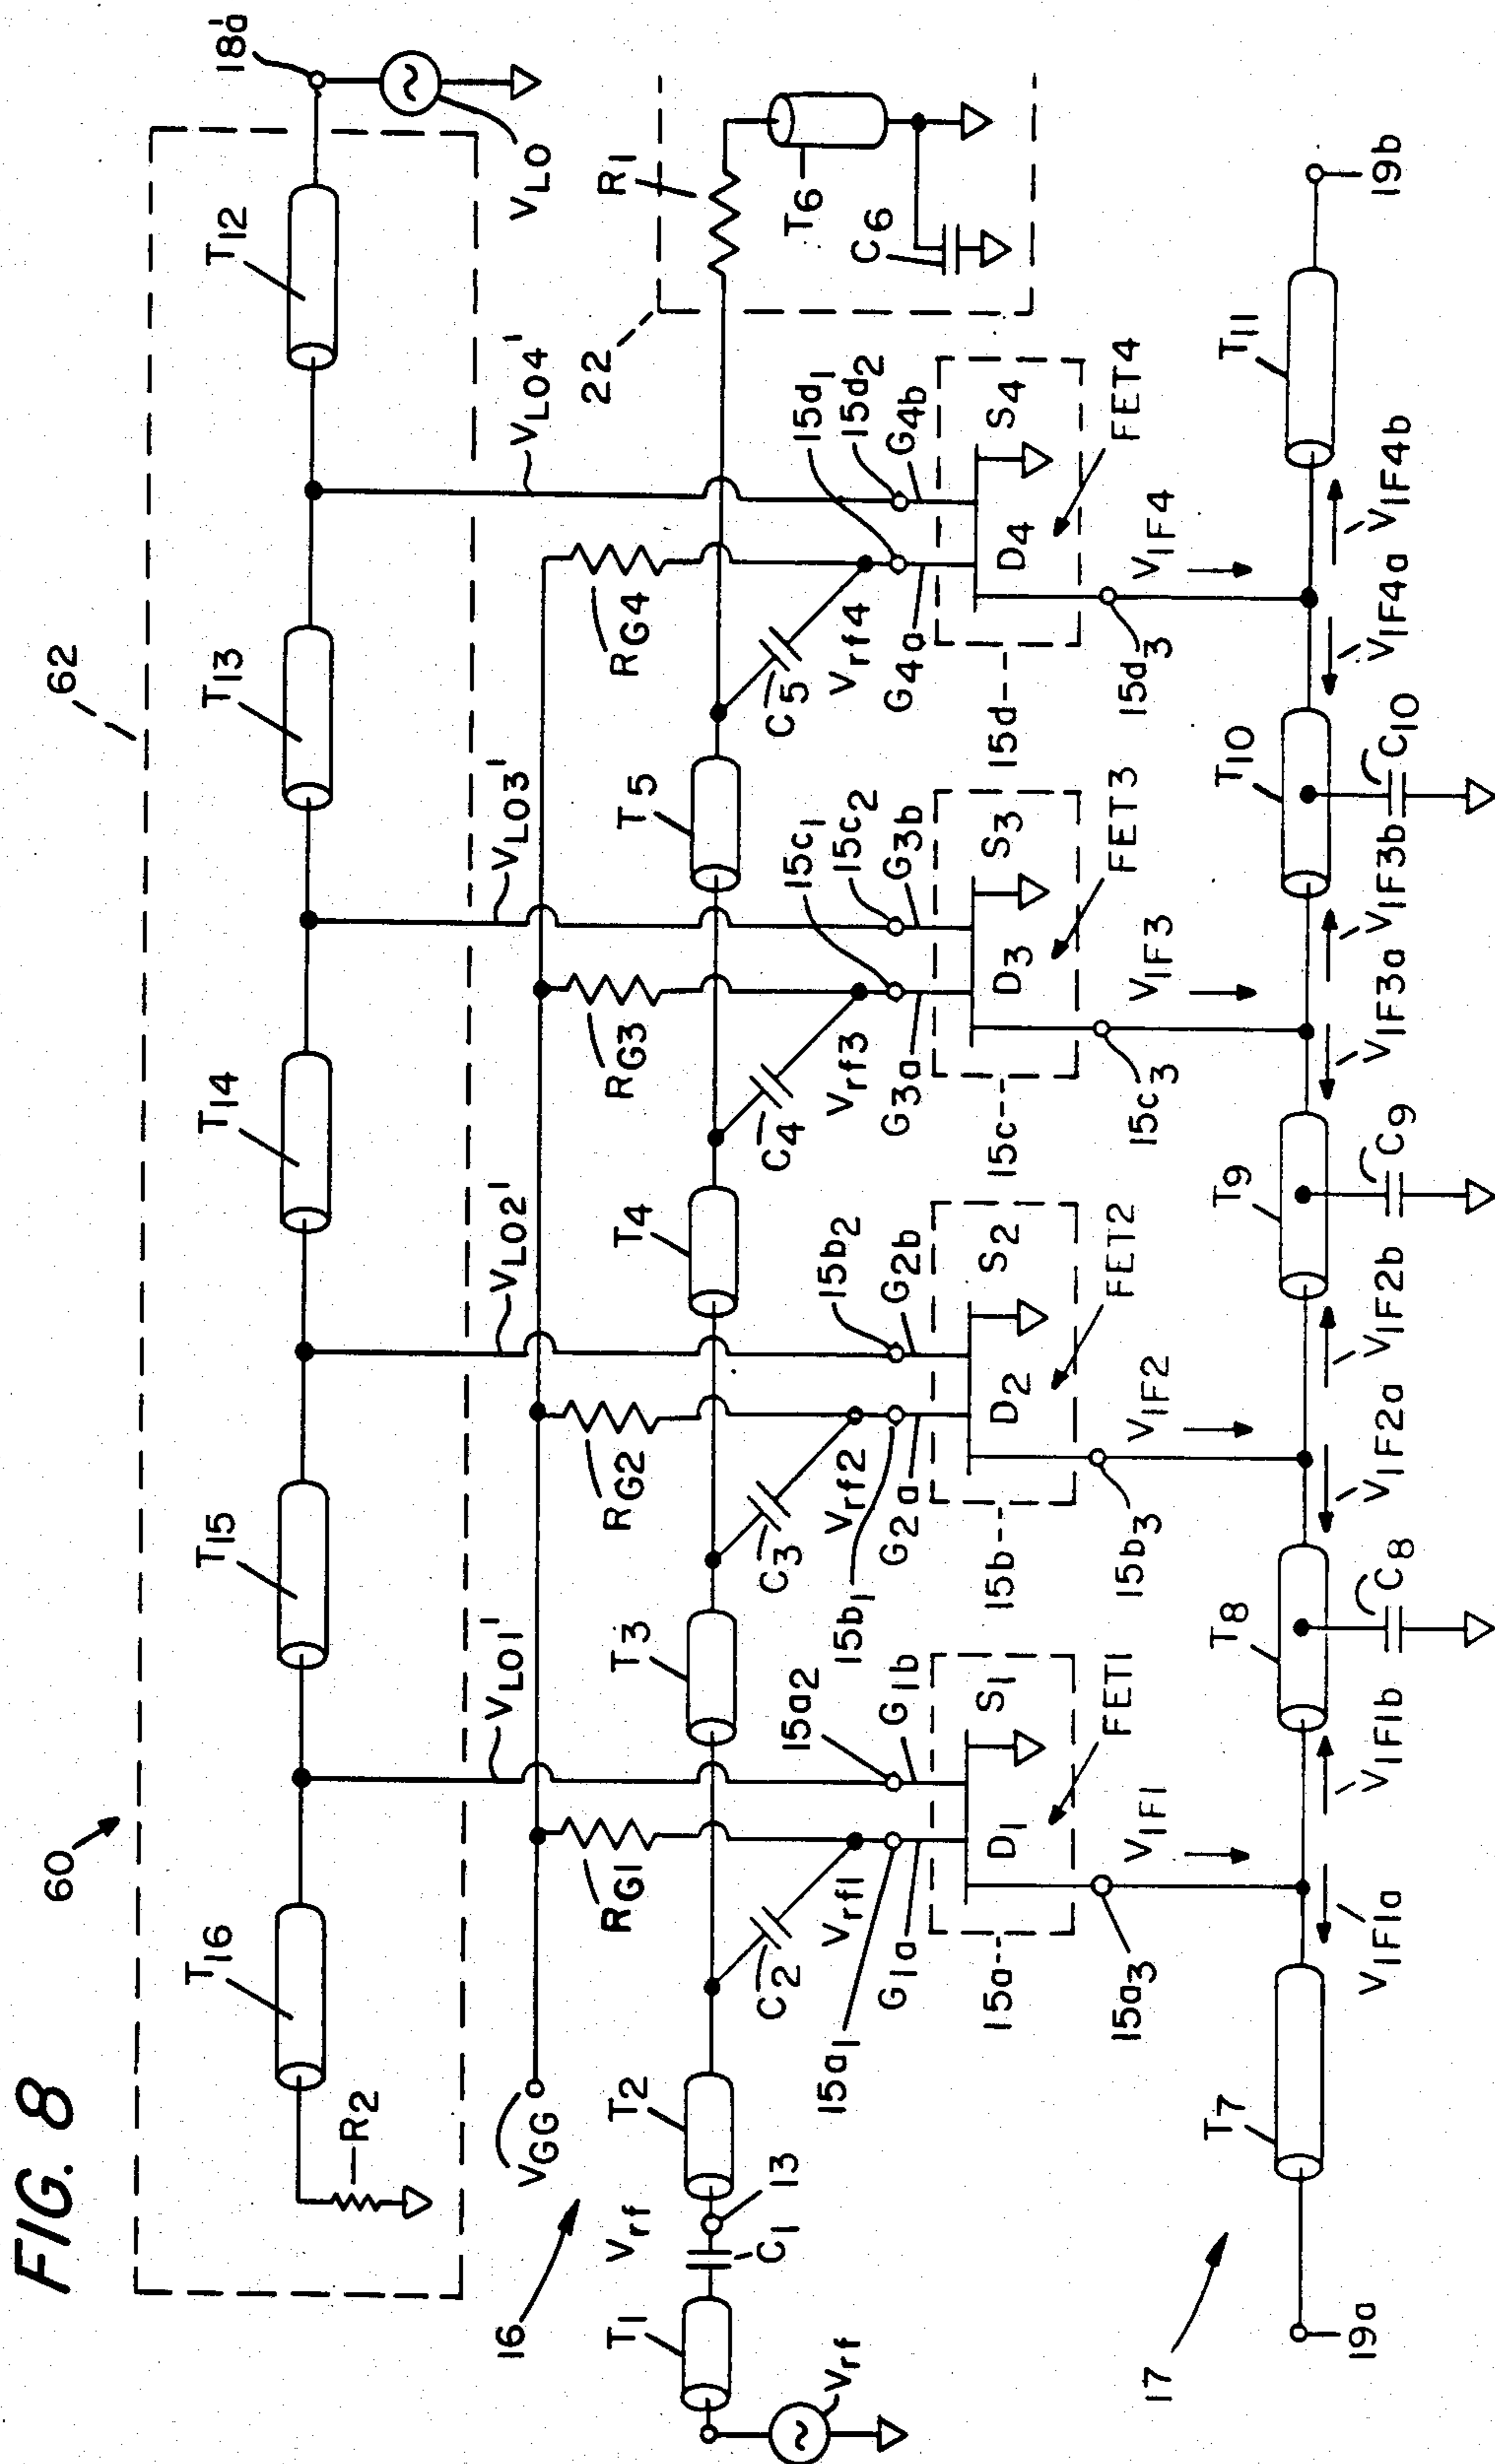 FIG. 8
60
62
T16
T15
T14
T13
T12
18a'
R2
VLO
VLO1'
VLO2'
VLO3'
VLO4'
VGG
16
RG1
RG2
RG3
RG4
22
R1
T6
C6
Vrf
T1
C1
Vrf
13
T2
T3
T4
T5
C2
C3
C4
C5
Vrf1
Vrf2
Vrf3
Vrf4
15a1
15a2
15b1
15b2
15c1
15c2
15d1
15d2
G1a
G1b
G2a
G2b
G3a
G3b
G4a
G4b
15a
D1
S1
FET1
15b
D2
S2
FET2
15c
D3
S3
FET3
15d
D4
S4
FET4
15a3
VIF1
15b3
VIF2
15c3
VIF3
15d3
VIF4
17
19a
T7
T8
T9
T10
T11
19b
VIF1a
VIF1b
C8
VIF2a
VIF2b
C9
VIF3a
VIF3b
C10
VIF4a
VIF4b